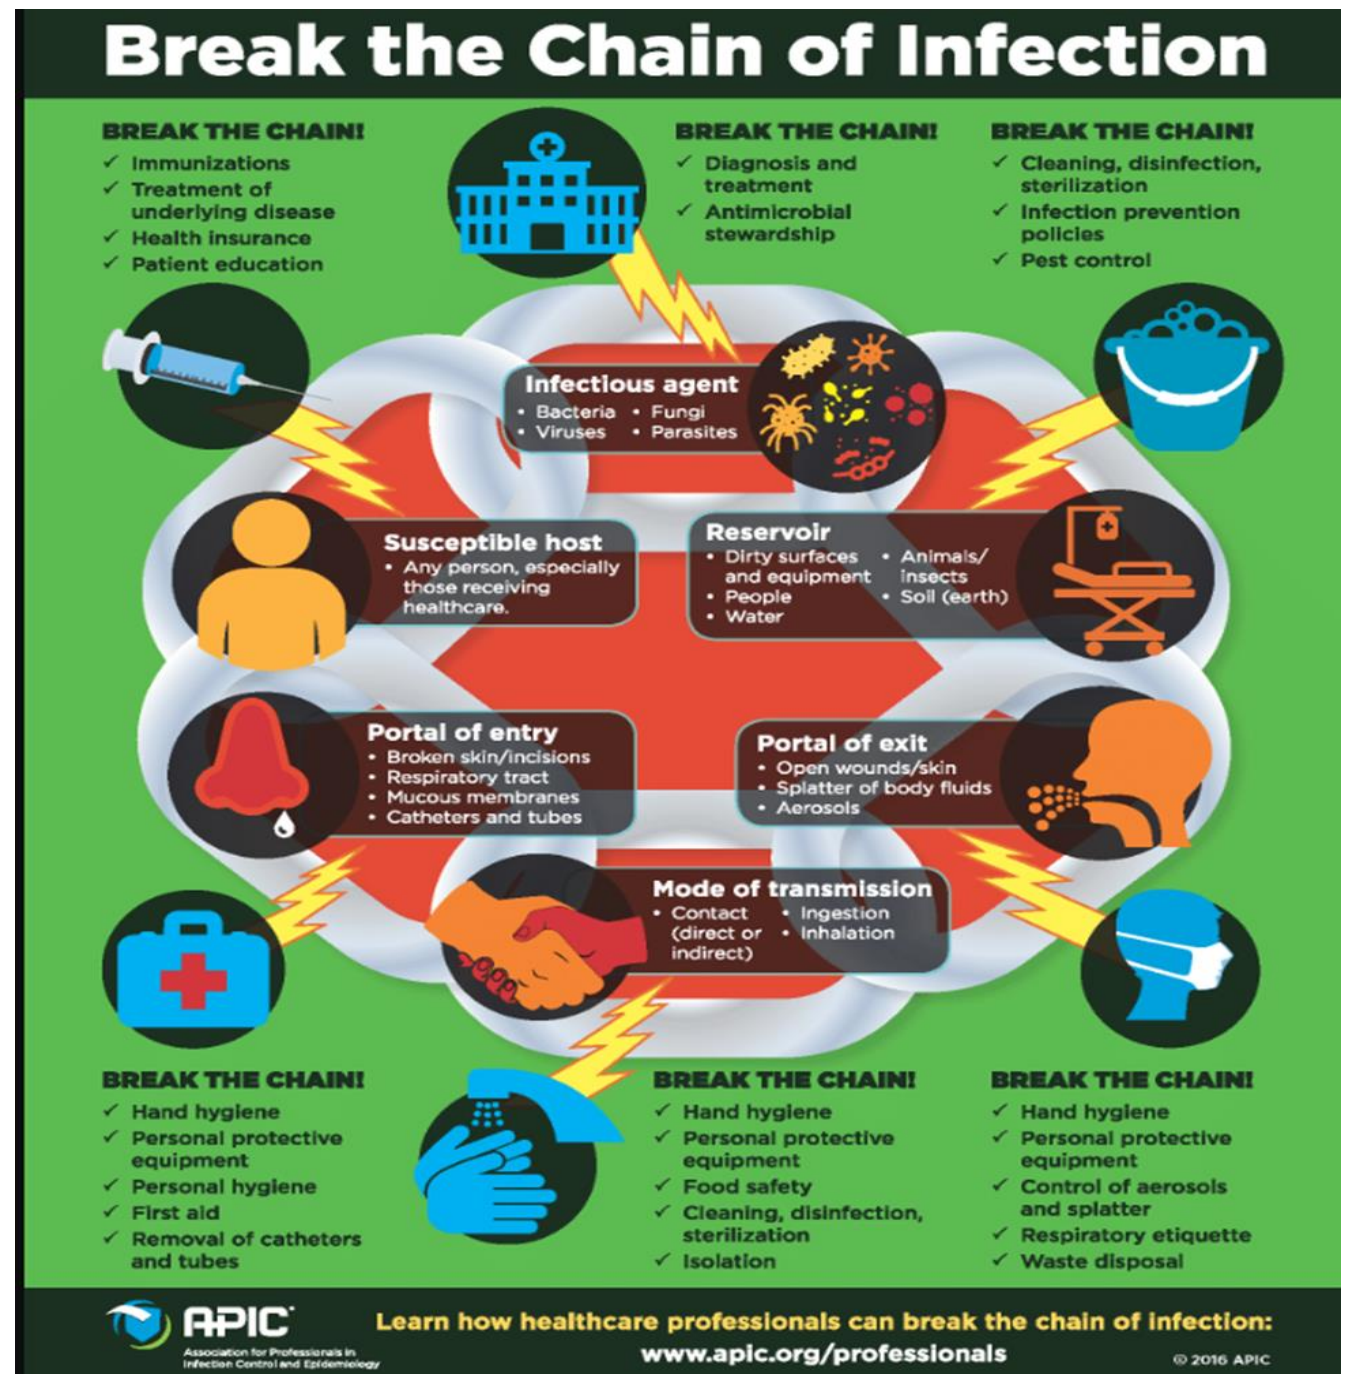 Break the Chain of Infection
BREAK THE CHAIN!
✓ Immunizations
✓ Treatment of
underlying disease
✓ Health insurance
✓ Patient education
BREAK THE CHAIN!
✓ Diagnosis and
treatment
✓ Antimicrobial
stewardship
BREAK THE CHAIN!
✓ Cleaning, disinfection,
sterilization
✓ Infection prevention
policies
✓ Pest control
Infectious agent
• Bacteria • Fungi
• Viruses • Parasites
Susceptible host
• Any person, especially
those receiving
healthcare.
Reservoir
• Dirty surfaces
and equipment
• People
• Water
• Animals/
insects
• Soil (earth)
Portal of entry
• Broken skin/incisions
• Respiratory tract
• Mucous membranes
• Catheters and tubes
Portal of exit
• Open wounds/skin
• Splatter of body fluids
• Aerosols
Mode of transmission
• Contact
(direct or
indirect)
• Ingestion
• Inhalation
BREAK THE CHAIN!
✓ Hand hygiene
✓ Personal protective
equipment
✓ Personal hygiene
✓ First aid
✓ Removal of catheters
and tubes
BREAK THE CHAIN!
✓ Hand hygiene
✓ Personal protective
equipment
✓ Food safety
✓ Cleaning, disinfection,
sterilization
✓ Isolation
BREAK THE CHAIN!
✓ Hand hygiene
✓ Personal protective
equipment
✓ Control of aerosols
and splatter
✓ Respiratory etiquette
✓ Waste disposal
APIC
Association for Professionals in
Infection Control and Epidemiology
Learn how healthcare professionals can break the chain of infection:
www.apic.org/professionals
© 2016 APIC